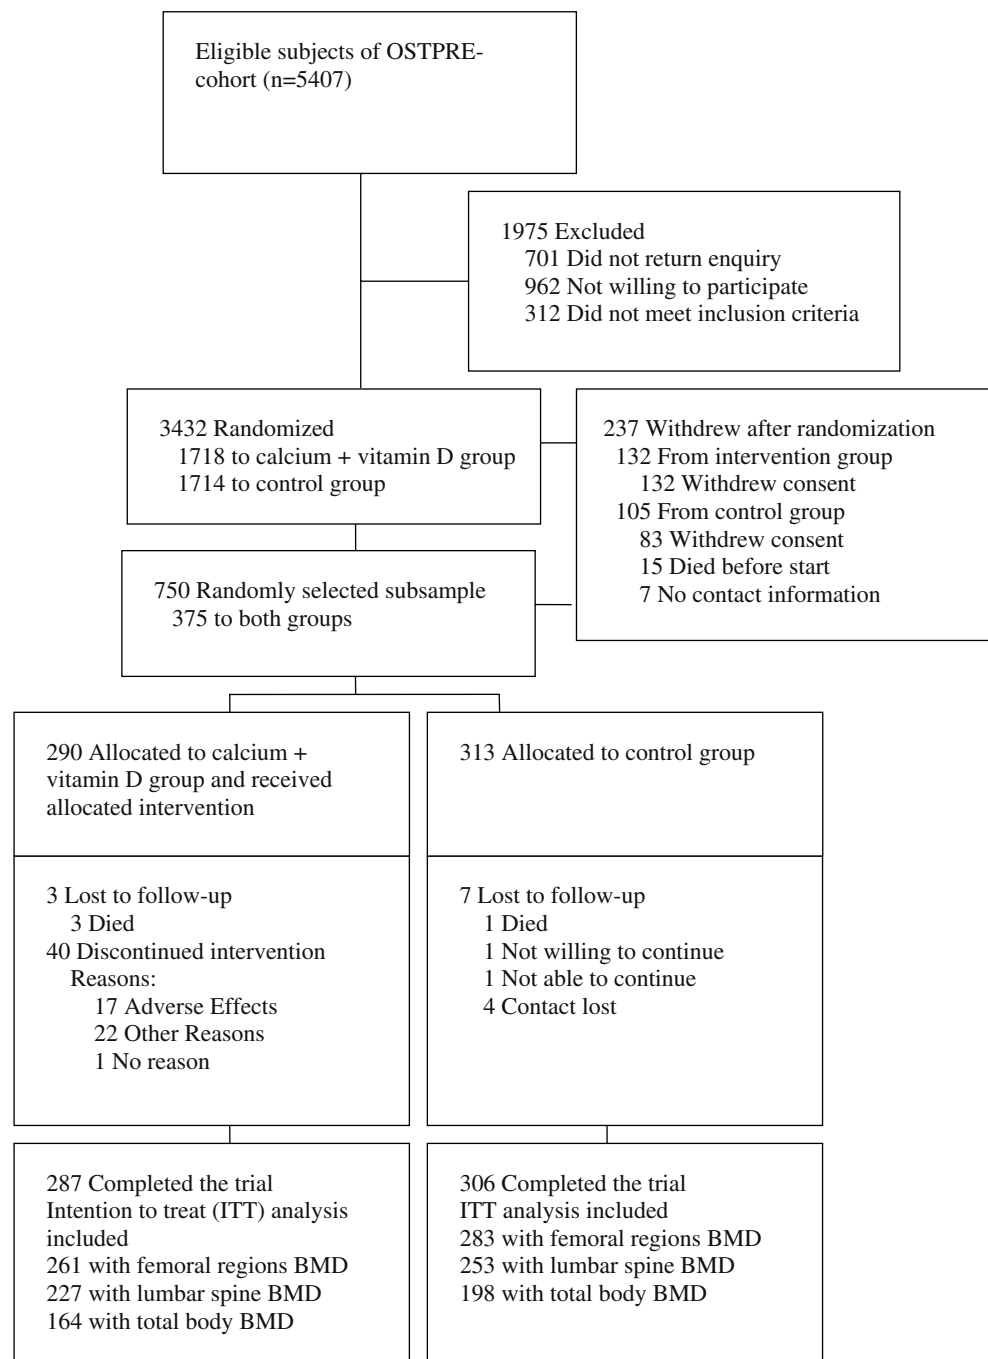 Eligible subjects of OSTPRE-
cohort (n=5407)
1975 Excluded
701 Did not return enquiry
962 Not willing to participate
312 Did not meet inclusion criteria
3432 Randomized
1718 to calcium + vitamin D group
1714 to control group
237 Withdrew after randomization
132 From intervention group
132 Withdrew consent
105 From control group
83 Withdrew consent
15 Died before start
7 No contact information
750 Randomly selected subsample
375 to both groups
290 Allocated to calcium +
vitamin D group and received
allocated intervention
313 Allocated to control group
3 Lost to follow-up
3 Died
40 Discontinued intervention
Reasons:
17 Adverse Effects
22 Other Reasons
1 No reason
7 Lost to follow-up
1 Died
1 Not willing to continue
1 Not able to continue
4 Contact lost
287 Completed the trial
Intention to treat (ITT) analysis
included
261 with femoral regions BMD
227 with lumbar spine BMD
164 with total body BMD
306 Completed the trial
ITT analysis included
283 with femoral regions BMD
253 with lumbar spine BMD
198 with total body BMD